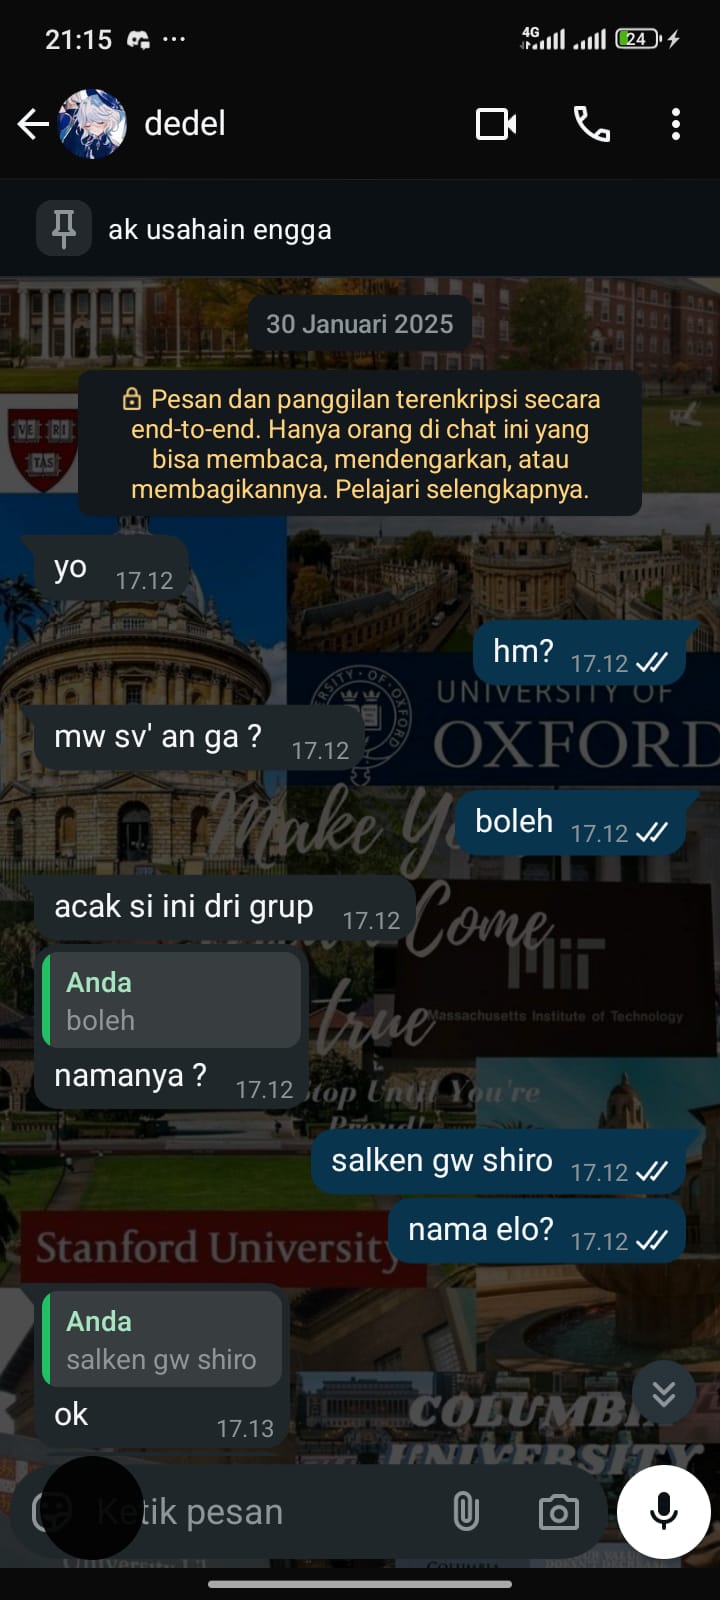 21:15
4G
24
dedel
ak usahain engga
30 Januari 2025
Pesan dan panggilan terenkripsi secara
end-to-end. Hanya orang di chat ini yang
bisa membaca, mendengarkan, atau
membagikannya. Pelajari selengkapnya.
VE RI
TAS
yo 17.12
hm? 17.12
UNIVERSITY OF
OXFORD
mw sv' an ga ? 17.12
Make
boleh 17.12
acak si ini dri grup 17.12
Come
true
Massachusetts Institute of Technology
Anda
boleh
namanya ? 17.12
Stop Until You're
Proud!
salken gw shiro 17.12
nama elo? 17.12
Stanford University
Anda
salken gw shiro
ok 17.13
UNIVERSITY
Ketik pesan